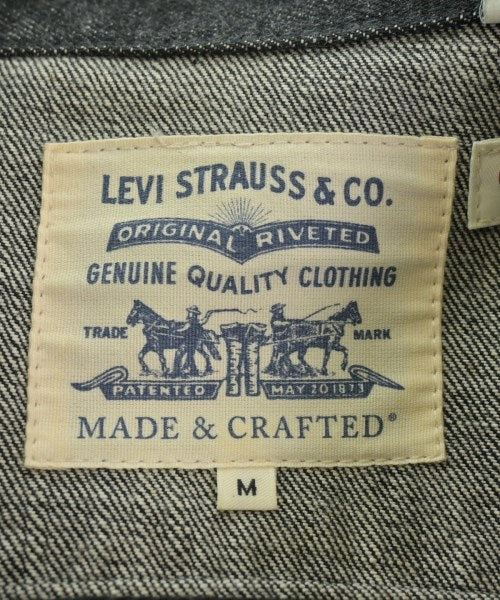 LEVI STRAUSS & CO.
ORIGINAL RIVETED
GENUINE QUALITY CLOTHING
TRADE MARK
PATENTED MAY 20 1873
MADE & CRAFTED®
M